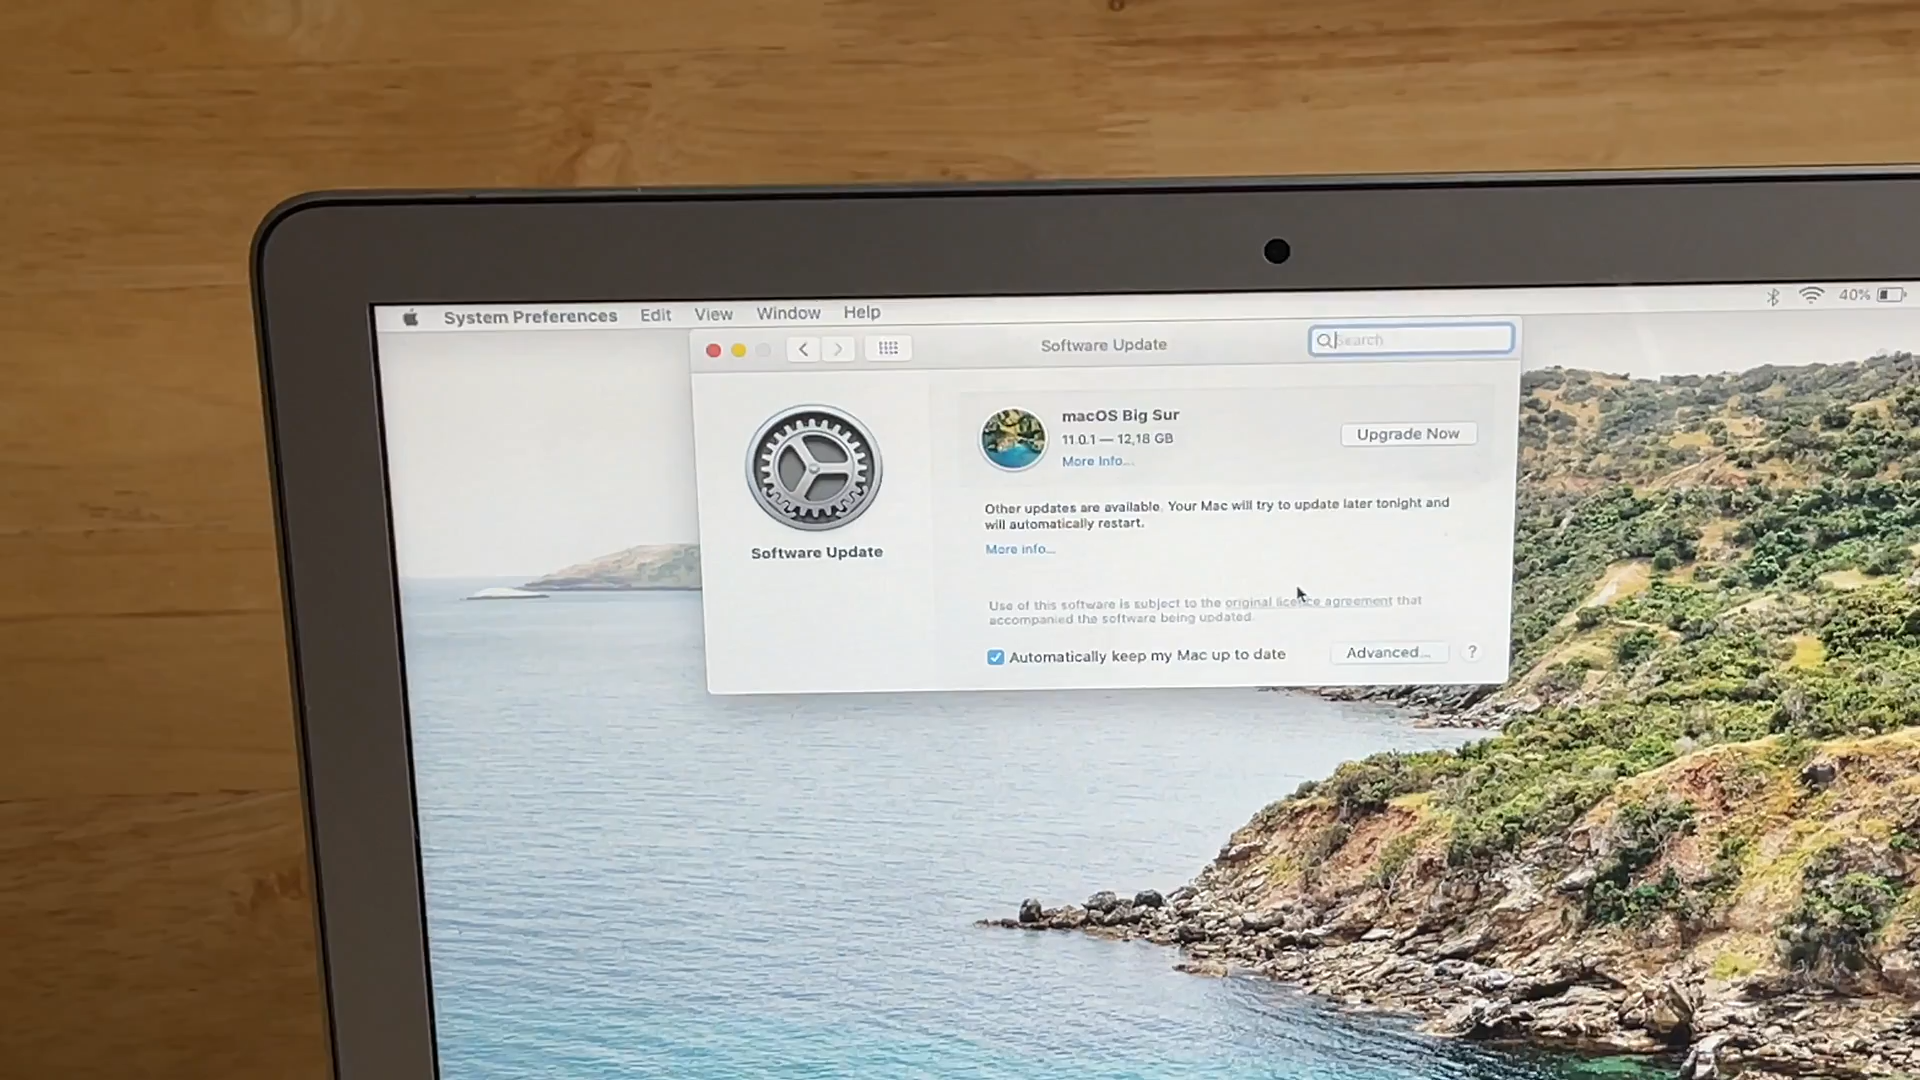 System Preferences Edit View Window Help
40%
Software Update
Search
macOS Big Sur
11.0.1 — 12,18 GB
More Info...
Upgrade Now
Other updates are available. Your Mac will try to update later tonight and
will automatically restart.
More info...
Software Update
Use of this software is subject to the original licence agreement that
accompanied the software being updated.
Automatically keep my Mac up to date
Advanced...
?